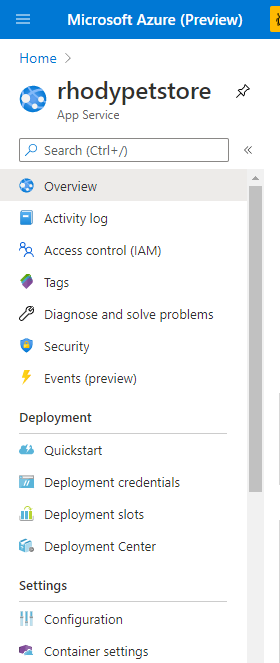 Microsoft Azure (Preview)
Home
rhodypetstore
App Service
Search (Ctrl+/)
Overview
Activity log
Access control (IAM)
Tags
Diagnose and solve problems
Security
Events (preview)
Deployment
Quickstart
Deployment credentials
Deployment slots
Deployment Center
Settings
Configuration
Container settings